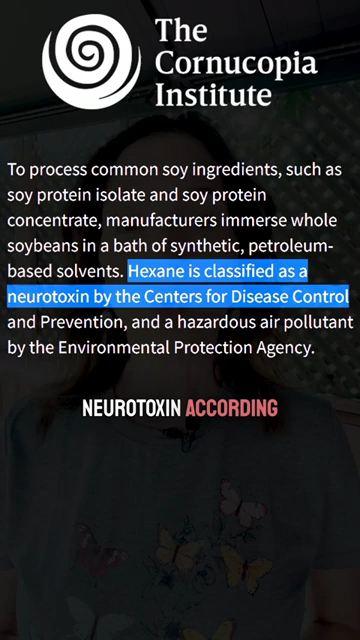 The
Cornucopia
Institute
To process common soy ingredients, such as
soy protein isolate and soy protein
concentrate, manufacturers immerse whole
soybeans in a bath of synthetic, petroleum-
based solvents. Hexane is classified as a
neurotoxin by the Centers for Disease Control
and Prevention, and a hazardous air pollutant
by the Environmental Protection Agency.
NEUROTOXIN ACCORDING